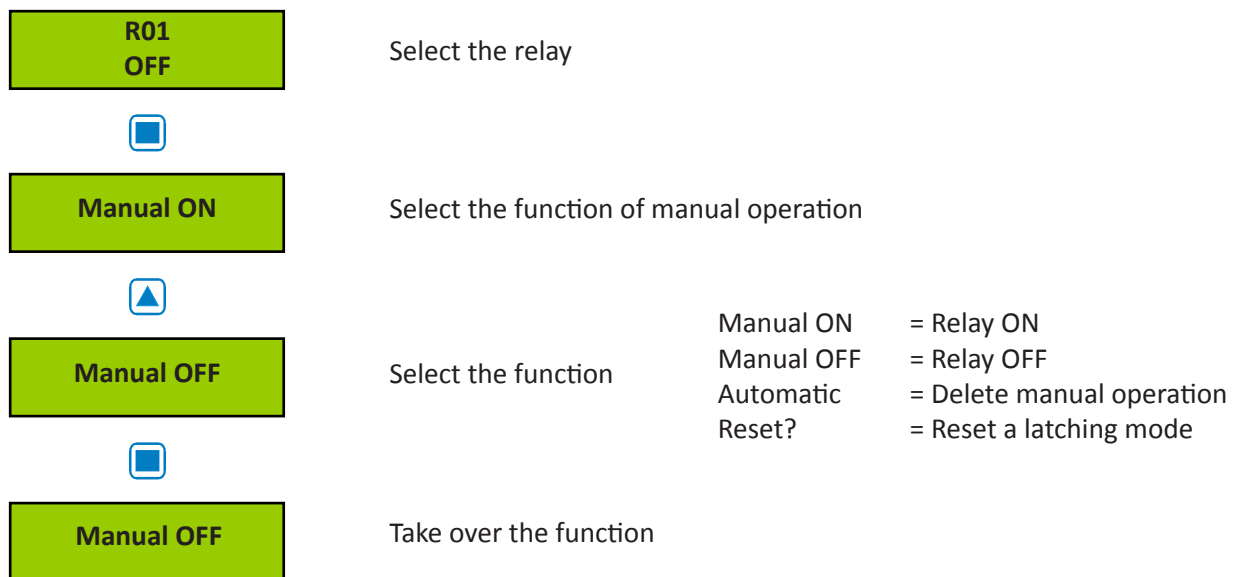 R01
OFF
Select the relay
Manual ON
Select the function of manual operation
Manual OFF
Select the function
Manual ON = Relay ON
Manual OFF = Relay OFF
Automatic = Delete manual operation
Reset? = Reset a latching mode
Manual OFF
Take over the function